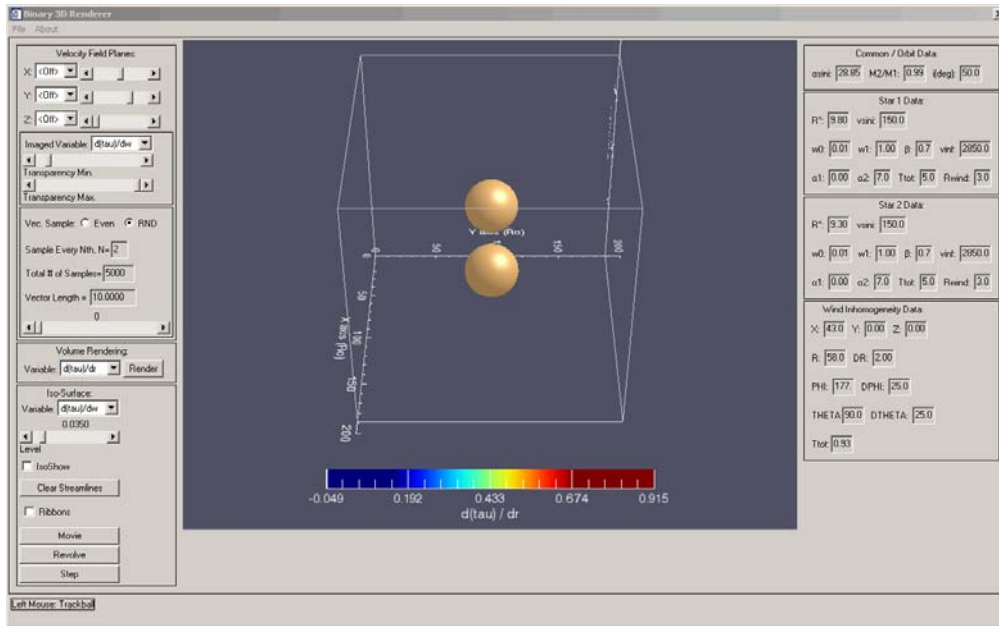 Binary 3D Renderer
File About
Velocity Field Planes:
X: <Off>
Y: <Off>
Z: <Off>
Imaged Variable: d(tau)/dw
Transparency Min.
Transparency Max.
Vec. Sample: Even RND
Sample Every Nth, N= 2
Total # of Samples= 5000
Vector Length = 10.0000
0
Volume Rendering:
Variable: d(tau)/dr Render
Iso-Surface:
Variable: d(tau)/dw
0.0350
Level
IsoShow
Clear Streamlines
Ribbons
Movie
Revolve
Step
Left Mouse: Trackball
Y axis (Ro)
0 50 150 200
X axis (Ro)
0 50 100 150 200
-0.049 0.192 0.433 0.674 0.915
d(tau) / dr
Common / Orbit Data:
asini: 28.85 M2/M1: 0.99 i(deg): 50.0
Star 1 Data:
R*: 9.80 vsini: 150.0
w0: 0.01 w1: 1.00 β: 0.7 vinf: 2850.0
α1: 0.00 α2: 7.0 Ttot: 5.0 Rwind: 3.0
Star 2 Data:
R*: 9.30 vsini: 150.0
w0: 0.01 w1: 1.00 β: 0.7 vinf: 2850.0
α1: 0.00 α2: 7.0 Ttot: 5.0 Rwind: 3.0
Wind Inhomogeneity Data:
X: 43.0 Y: 0.00 Z: 0.00
R: 58.0 DR: 2.00
PHI: 177. DPHI: 25.0
THETA: 90.0 DTHETA: 25.0
Ttot: 0.93